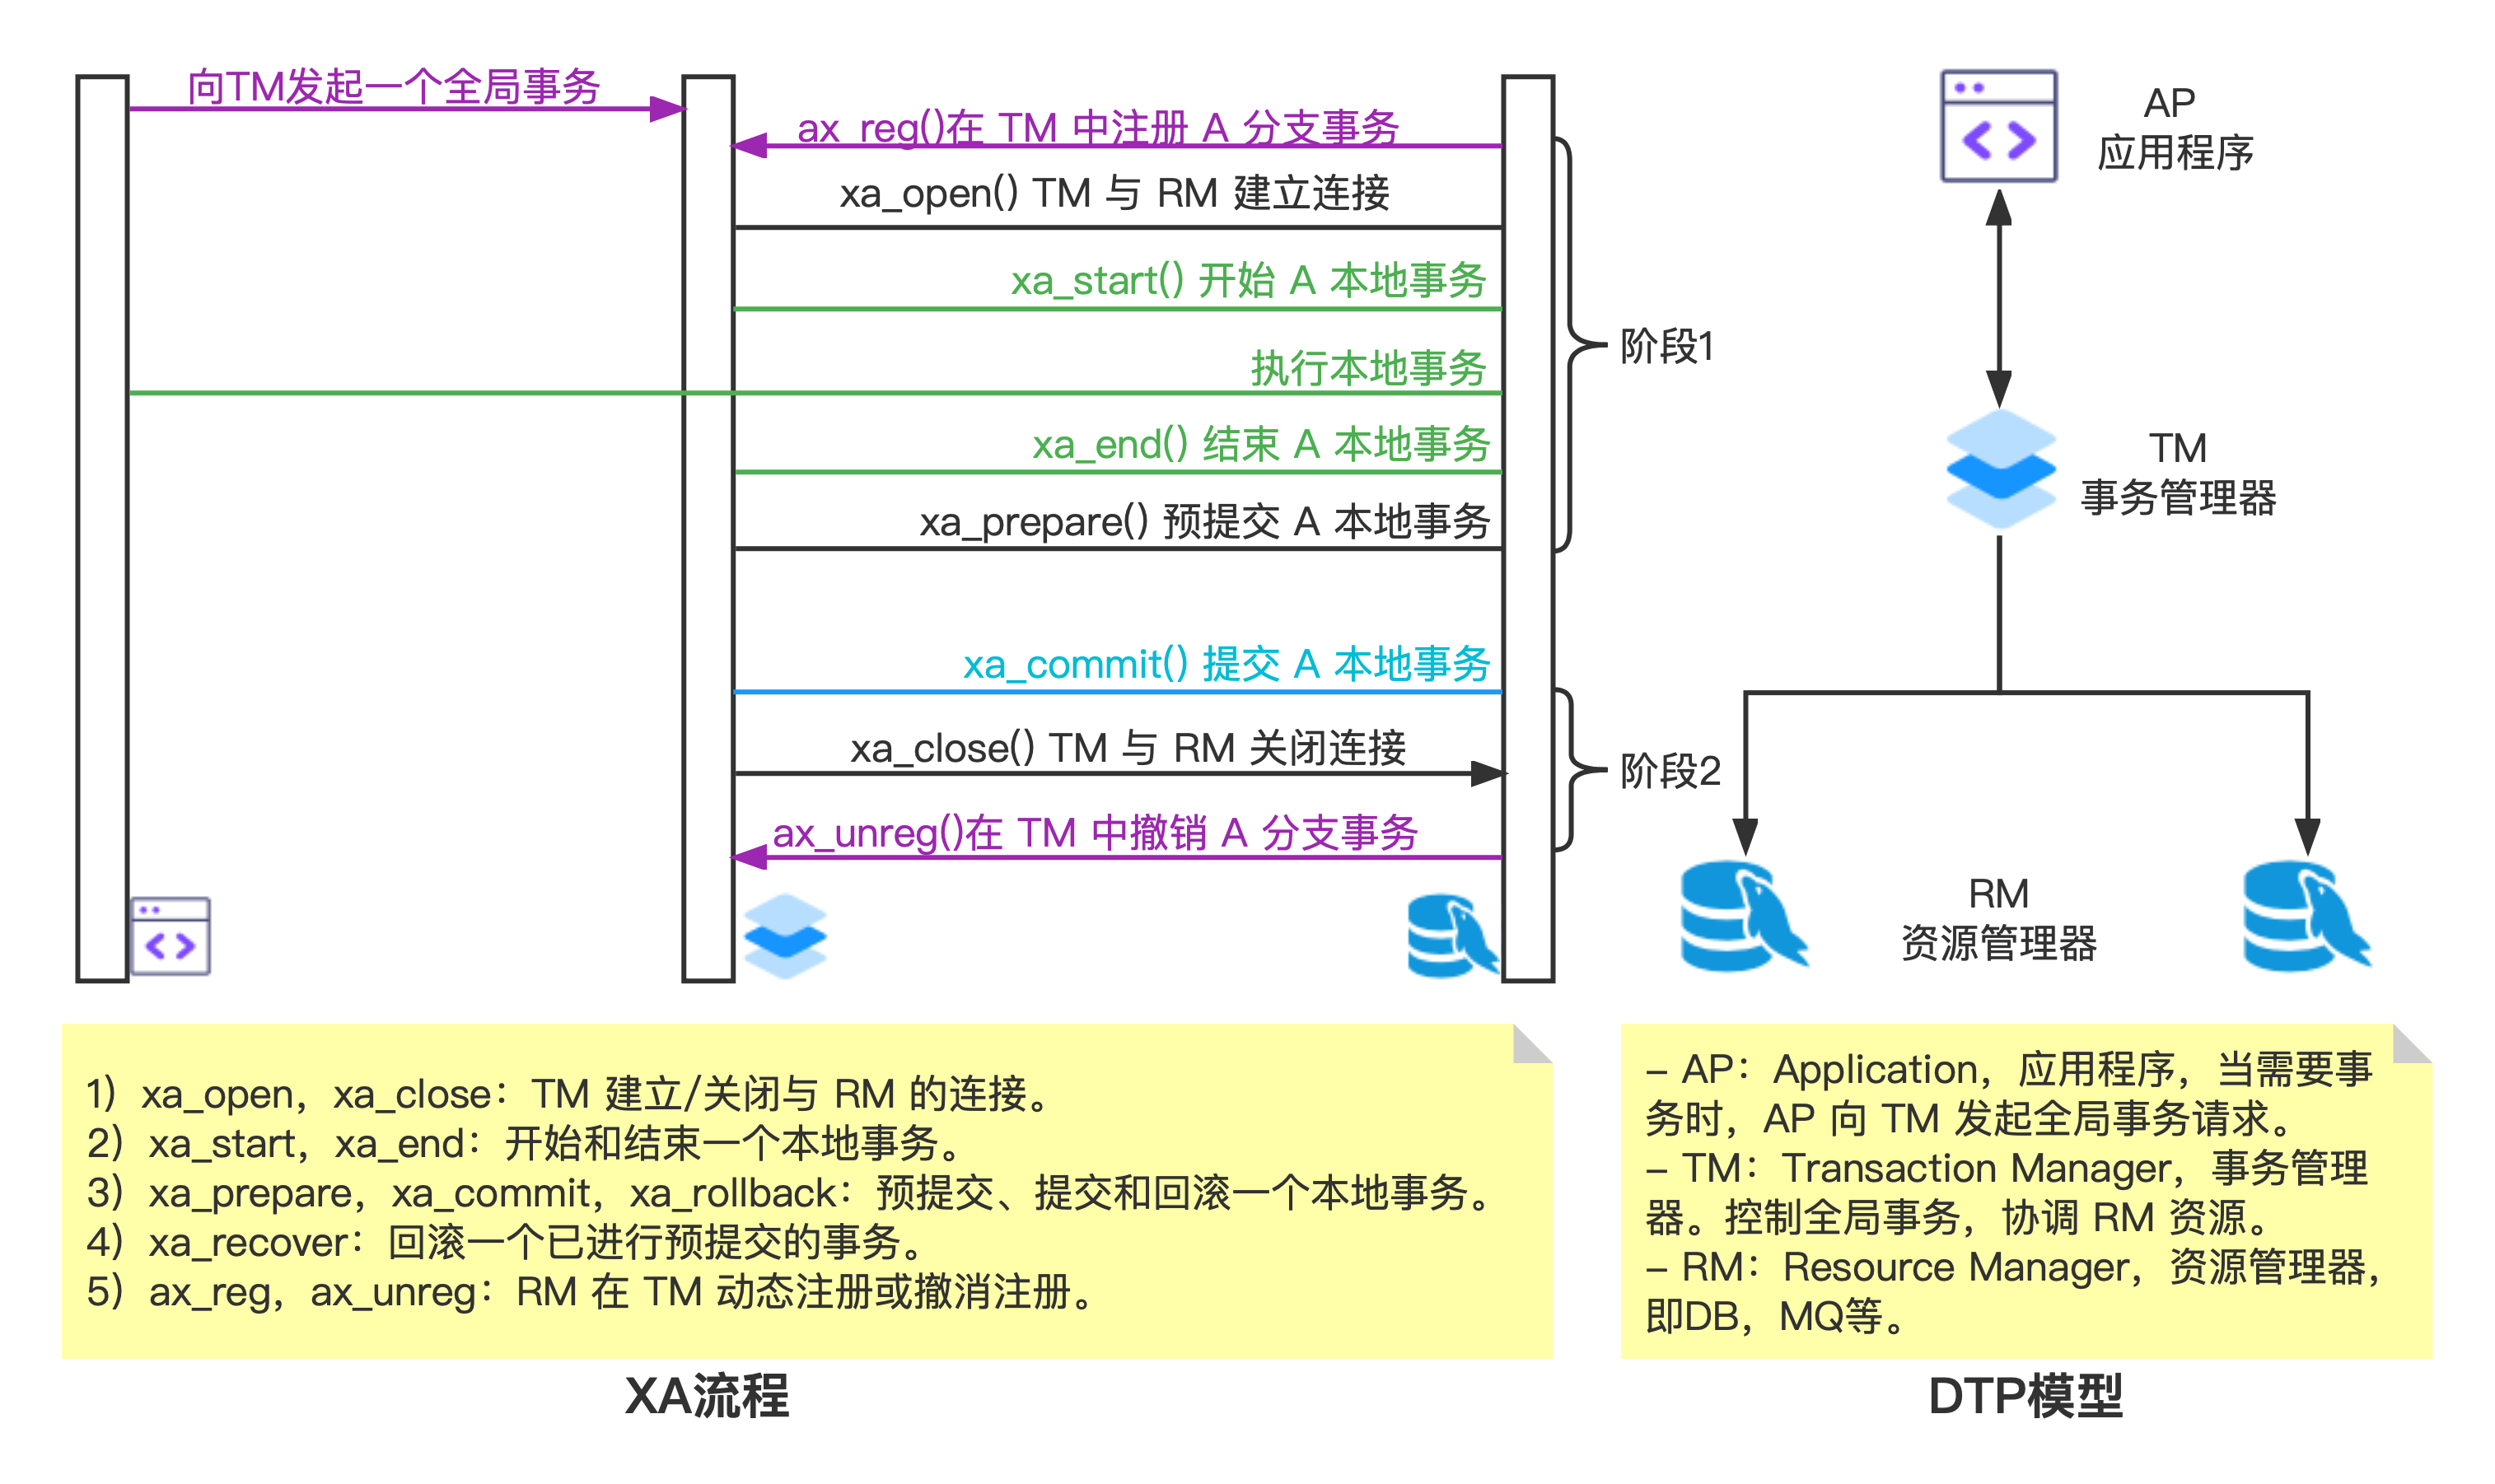 向TM发起一个全局事务
ax_reg()在 TM 中注册 A 分支事务
xa_open() TM 与 RM 建立连接
xa_start() 开始 A 本地事务
执行本地事务
xa_end() 结束 A 本地事务
xa_prepare() 预提交 A 本地事务
阶段1
xa_commit() 提交 A 本地事务
xa_close() TM 与 RM 关闭连接
ax_unreg()在 TM 中撤销 A 分支事务
阶段2
1）xa_open，xa_close：TM 建立/关闭与 RM 的连接。
2）xa_start，xa_end：开始和结束一个本地事务。
3）xa_prepare，xa_commit，xa_rollback：预提交、提交和回滚一个本地事务。
4）xa_recover：回滚一个已进行预提交的事务。
5）ax_reg，ax_unreg：RM 在 TM 动态注册或撤消注册。
XA流程
AP
应用程序
TM
事务管理器
RM
资源管理器
- AP：Application，应用程序，当需要事
务时，AP 向 TM 发起全局事务请求。
- TM：Transaction Manager，事务管理
器。控制全局事务，协调 RM 资源。
- RM：Resource Manager，资源管理器，
即DB，MQ等。
DTP模型